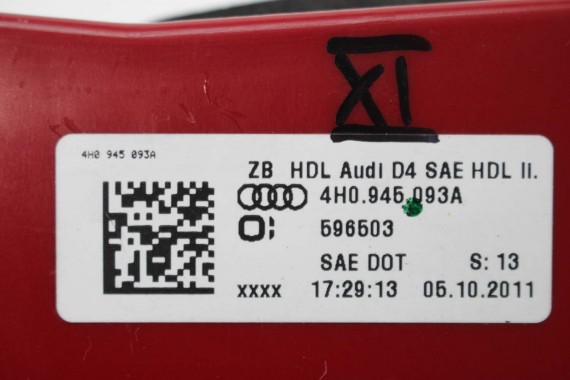 XI
4H0 945 093A
ZB HDL Audi D4 SAE HDL II.
4H0.945.093A
596503
SAE DOT S: 13
xxxx 17:29:13 05.10.2011